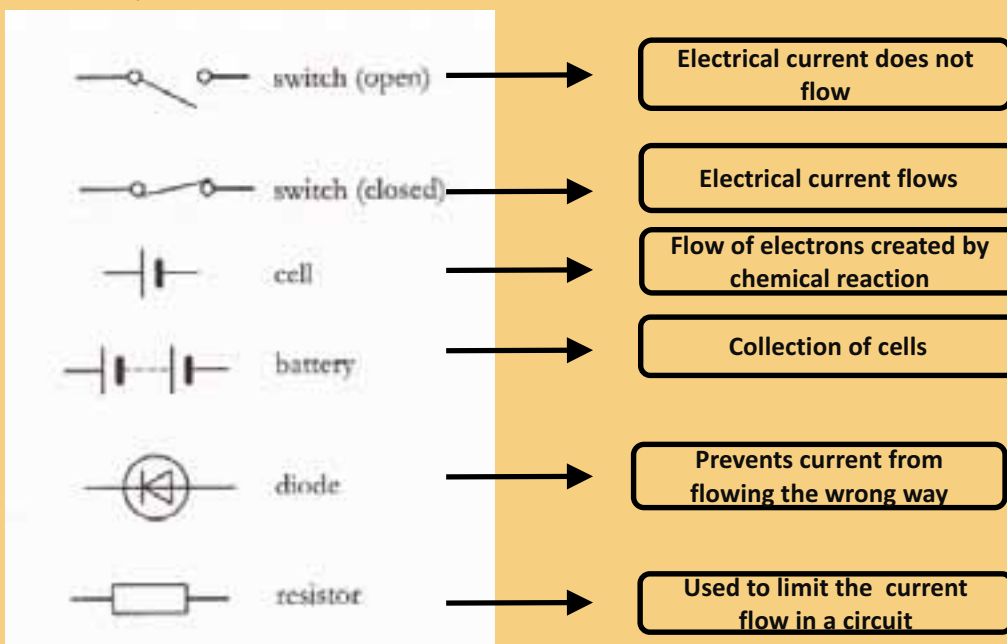 switch (open)
Electrical current does not
flow
switch (closed)
Electrical current flows
cell
Flow of electrons created by
chemical reaction
battery
Collection of cells
diode
Prevents current from
flowing the wrong way
resistor
Used to limit the current
flow in a circuit